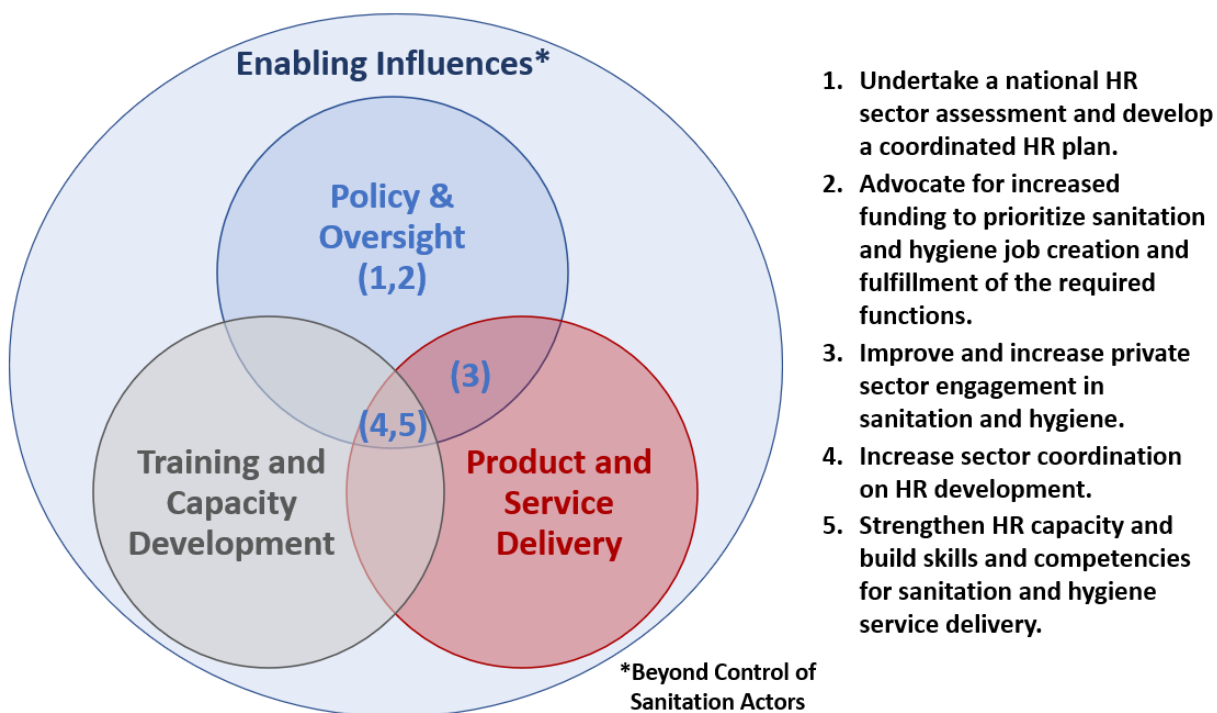 Enabling Influences*
Policy &
Oversight
(1,2)
(3)
(4,5)
Training and
Capacity
Development
Product and
Service
Delivery
*Beyond Control of
Sanitation Actors
1. Undertake a national HR
sector assessment and develop
a coordinated HR plan.
2. Advocate for increased
funding to prioritize sanitation
and hygiene job creation and
fulfillment of the required
functions.
3. Improve and increase private
sector engagement in
sanitation and hygiene.
4. Increase sector coordination
on HR development.
5. Strengthen HR capacity and
build skills and competencies
for sanitation and hygiene
service delivery.